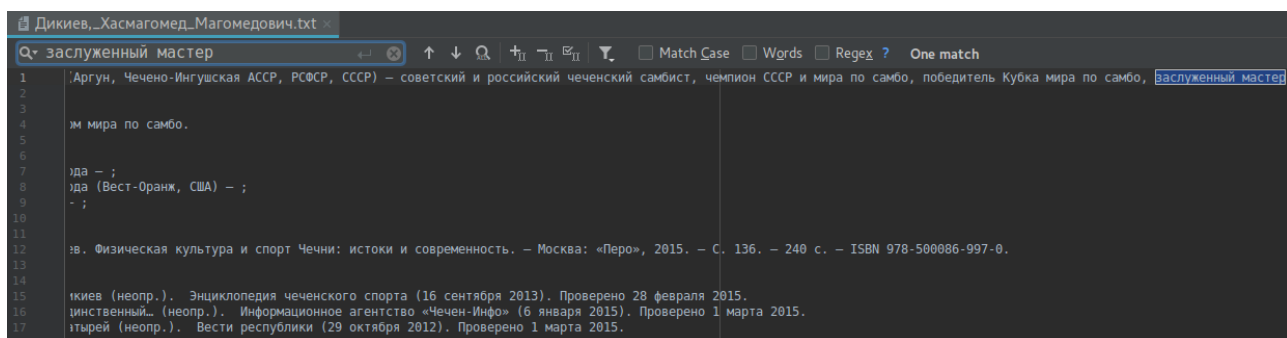 Дикиев,_Хасмагомед_Магомедович.txt
заслуженный мастер Match Case Words Regex ? One match
1 (Аргун, Чечено-Ингушская АССР, РСФСР, СССР) — советский и российский чеченский самбист, чемпион СССР и мира по самбо, победитель Кубка мира по самбо, заслуженный мастер
2
3
4 ом мира по самбо.
5
6
7 ода — ;
8 ода (Вест-Оранж, США) — ;
9 - ;
10
11
12 ев. Физическая культура и спорт Чечни: истоки и современность. — Москва: «Перо», 2015. — С. 136. — 240 с. — ISBN 978-500086-997-0.
13
14
15 икиев (неопр.). Энциклопедия чеченского спорта (16 сентября 2013). Проверено 28 февраля 2015.
16 динственный… (неопр.). Информационное агентство «Чечен-Инфо» (6 января 2015). Проверено 1 марта 2015.
17 атырей (неопр.). Вести республики (29 октября 2012). Проверено 1 марта 2015.